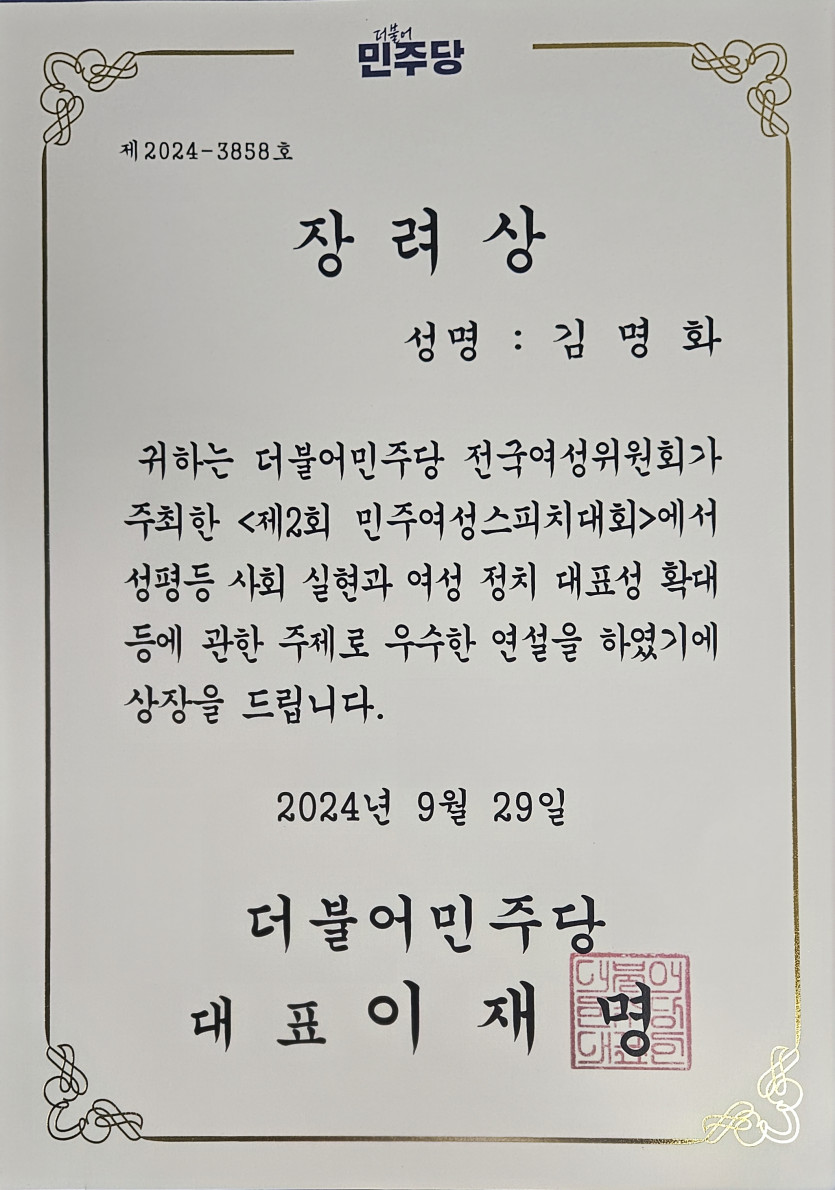 더불어
민주당
제2024-3858호
장려상
성명 : 김명화
귀하는 더불어민주당 전국여성위원회가
주최한 <제2회 민주여성스피치대회>에서
성평등 사회 실현과 여성 정치 대표성 확대
등에 관한 주제로 우수한 연설을 하였기에
상장을 드립니다.
2024년 9월 29일
더불어민주당
대표 이재명